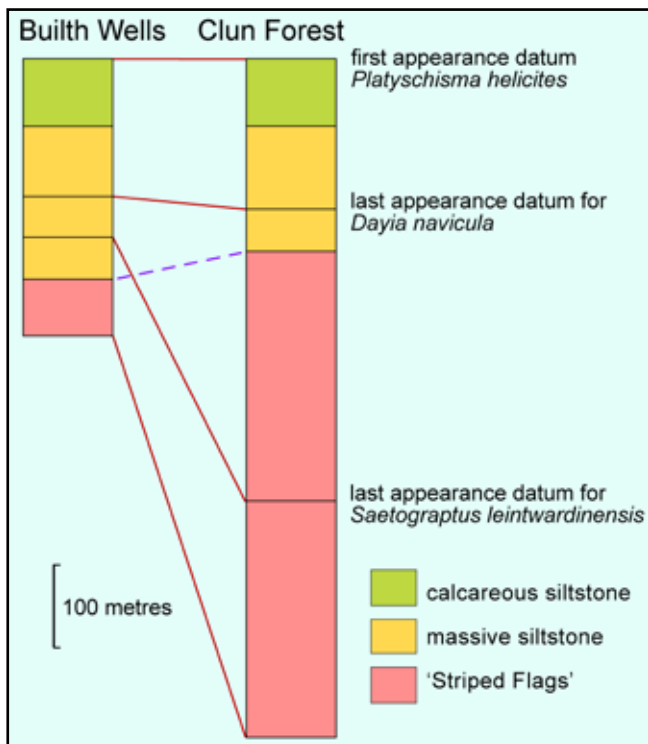 Builth Wells
Clun Forest
first appearance datum
Platyschisma helicites
last appearance datum for
Dayia navicula
last appearance datum for
Saetograptus leintwardinensis
100 metres
calcareous siltstone
massive siltstone
‘Striped Flags’